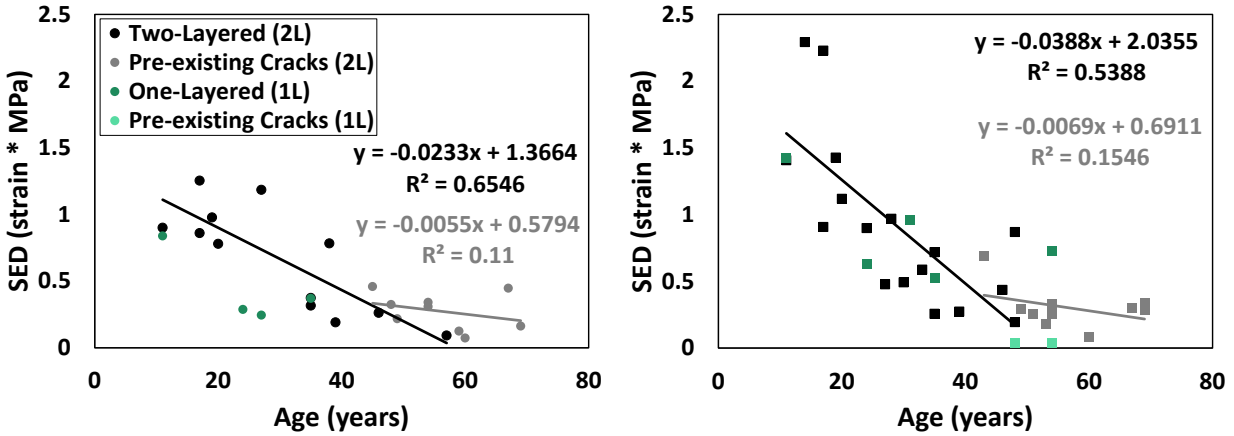 2.5
2
1.5
1
0.5
0
SED (strain * MPa)
Two-Layered (2L)
Pre-existing Cracks (2L)
One-Layered (1L)
Pre-existing Cracks (1L)
y = -0.0233x + 1.3664
R² = 0.6546
y = -0.0055x + 0.5794
R² = 0.11
0 20 40 60 80
Age (years)
2.5
2
1.5
1
0.5
0
SED (strain * MPa)
y = -0.0388x + 2.0355
R² = 0.5388
y = -0.0069x + 0.6911
R² = 0.1546
0 20 40 60 80
Age (years)